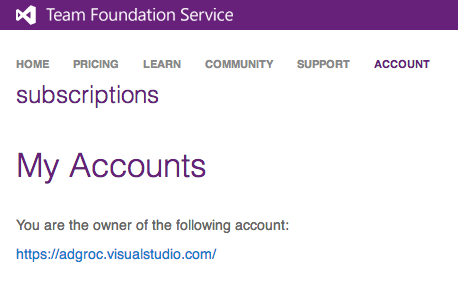 Team Foundation Service
HOME PRICING LEARN COMMUNITY SUPPORT ACCOUNT
subscriptions
My Accounts
You are the owner of the following account:
https://adgroc.visualstudio.com/